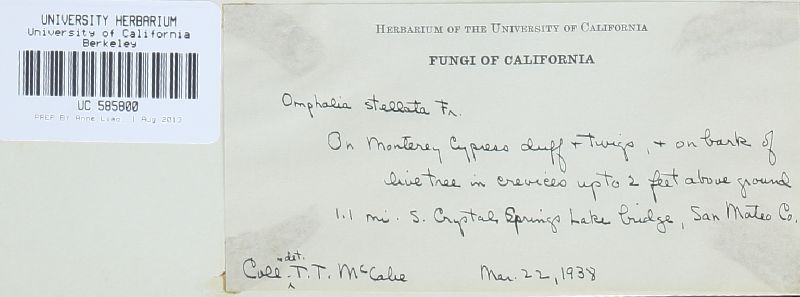 UNIVERSITY HERBARIUM
University of California
Berkeley
UC 585800
PREP BY Anne Liao, 1 Aug 2013
HERBARIUM OF THE UNIVERSITY OF CALIFORNIA
FUNGI OF CALIFORNIA
Omphalia stellata Fr.
On Monterey Cypress duff + twigs, + on bark of
live tree in crevices up to 2 feet above ground
1.1 mi. S. Crystal Springs Lake bridge, San Mateo Co.
Coll. + det. T.T. McCabe Mar. 22, 1938